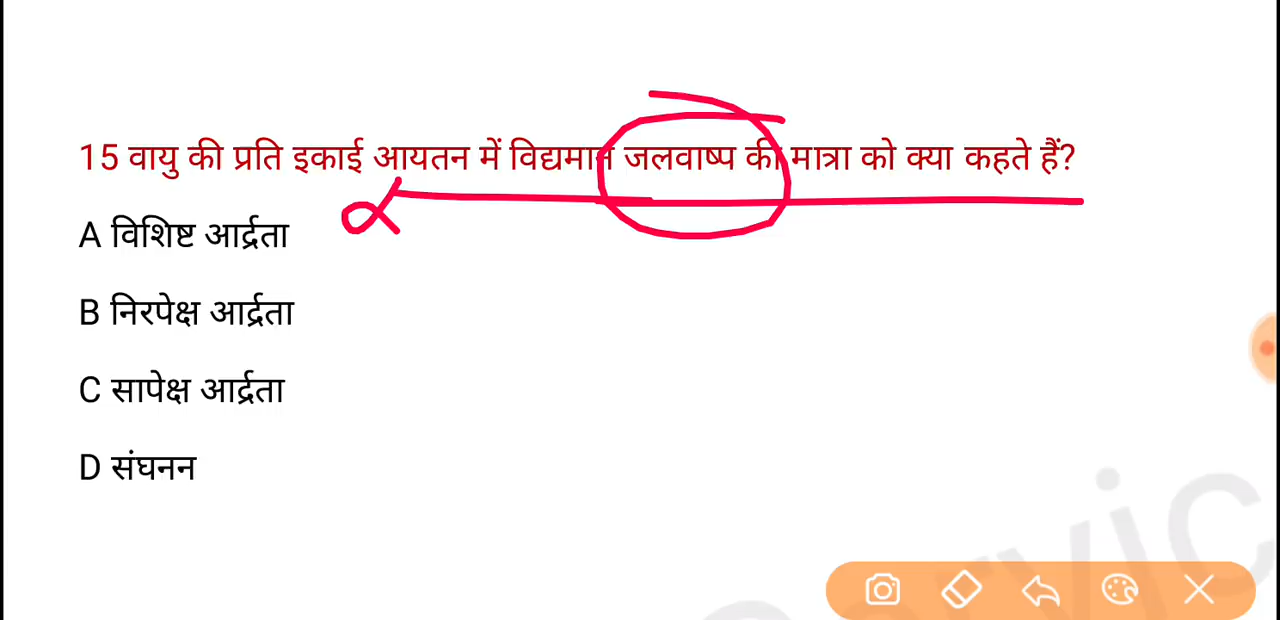 15 वायु की प्रति इकाई आयतन में विद्यमान जलवाष्प की मात्रा को क्या कहते हैं?
A विशिष्ट आर्द्रता
B निरपेक्ष आर्द्रता
C सापेक्ष आर्द्रता
D संघनन